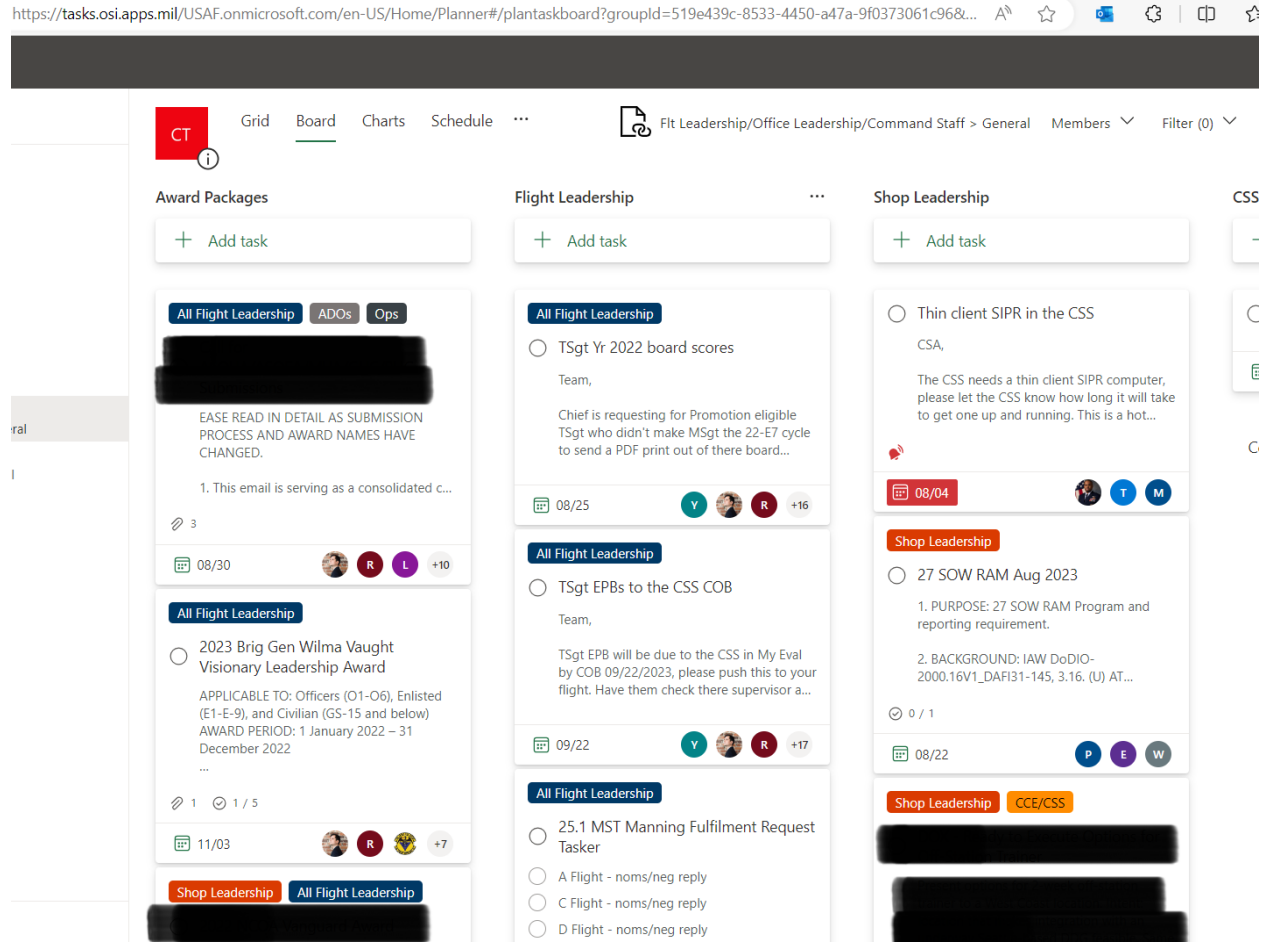 https://tasks.osi.apps.mil/USAF.onmicrosoft.com/en-US/Home/Planner#/plantaskboard?groupId=519e439c-8533-4450-a47a-9f0373061c96&...
CT
Grid Board Charts Schedule ...
Flt Leadership/Office Leadership/Command Staff > General Members Filter (0)
Award Packages
Add task
All Flight Leadership ADOs Ops
EASE READ IN DETAIL AS SUBMISSION
PROCESS AND AWARD NAMES HAVE
CHANGED.
1. This email is serving as a consolidated c...
3
08/30 R L +10
All Flight Leadership
2023 Brig Gen Wilma Vaught
Visionary Leadership Award
APPLICABLE TO: Officers (O1-O6), Enlisted
(E1-E-9), and Civilian (GS-15 and below)
AWARD PERIOD: 1 January 2022 – 31
December 2022
...
1 1 / 5
11/03 R +7
Shop Leadership All Flight Leadership
Flight Leadership ...
Add task
All Flight Leadership
TSgt Yr 2022 board scores
Team,
Chief is requesting for Promotion eligible
TSgt who didn't make MSgt the 22-E7 cycle
to send a PDF print out of there board...
08/25 Y R +16
All Flight Leadership
TSgt EPBs to the CSS COB
Team,
TSgt EPB will be due to the CSS in My Eval
by COB 09/22/2023, please push this to your
flight. Have them check there supervisor a...
09/22 Y R +17
All Flight Leadership
25.1 MST Manning Fulfilment Request
Tasker
A Flight - noms/neg reply
C Flight - noms/neg reply
D Flight - noms/neg reply
Shop Leadership
Add task
Thin client SIPR in the CSS
CSA,
The CSS needs a thin client SIPR computer,
please let the CSS know how long it will take
to get one up and running. This is a hot...
08/04 T M
Shop Leadership
27 SOW RAM Aug 2023
1. PURPOSE: 27 SOW RAM Program and
reporting requirement.
2. BACKGROUND: IAW DoDIO-
2000.16V1_DAFI31-145, 3.16. (U) AT...
0 / 1
08/22 P E W
Shop Leadership CCE/CSS
CSS